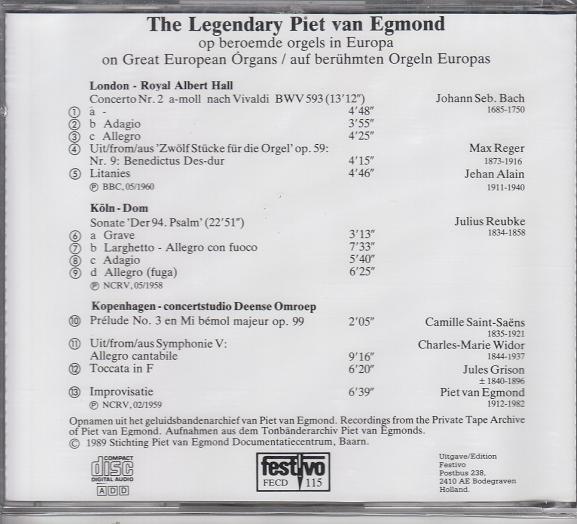 The Legendary Piet van Egmond
op beroemde orgels in Europa
on Great European Organs / auf berühmten Orgeln Europas
London - Royal Albert Hall
Concerto Nr. 2 a-moll nach Vivaldi BWV 593 (13'12") Johann Seb. Bach
1685-1750
① a - 4'48"
② b Adagio 3'55"
③ c Allegro 4'25"
④ Uit/from/aus 'Zwölf Stücke für die Orgel' op. 59: Max Reger
Nr. 9: Benedictus Des-dur 4'15" 1873-1916
⑤ Litanies 4'46" Jehan Alain
Ⓟ BBC, 05/1960 1911-1940
Köln - Dom
Sonate 'Der 94. Psalm' (22'51") Julius Reubke
1834-1858
⑥ a Grave 3'13"
⑦ b Larghetto - Allegro con fuoco 7'33"
⑧ c Adagio 5'40"
⑨ d Allegro (fuga) 6'25"
Ⓟ NCRV, 05/1958
Kopenhagen - concertstudio Deense Omroep
⑩ Prélude No. 3 en Mi bémol majeur op. 99 2'05" Camille Saint-Saëns
1835-1921
⑪ Uit/from/aus Symphonie V: Charles-Marie Widor
Allegro cantabile 9'16" 1844-1937
⑫ Toccata in F 6'20" Jules Grison
± 1840-1896
⑬ Improvisatie 6'39" Piet van Egmond
Ⓟ NCRV, 02/1959 1912-1982
Opnamen uit het geluidsbandenarchief van Piet van Egmond. Recordings from the Private Tape Archive
of Piet van Egmond. Aufnahmen aus dem Tonbänderarchiv Piet van Egmonds.
© 1989 Stichting Piet van Egmond Documentatiecentrum, Baarn.
COMPACT
disc
DIGITAL AUDIO
A D D
festivo
FECD 115
Uitgave/Edition
Festivo
Postbus 238,
2410 AE Bodegraven
Holland.